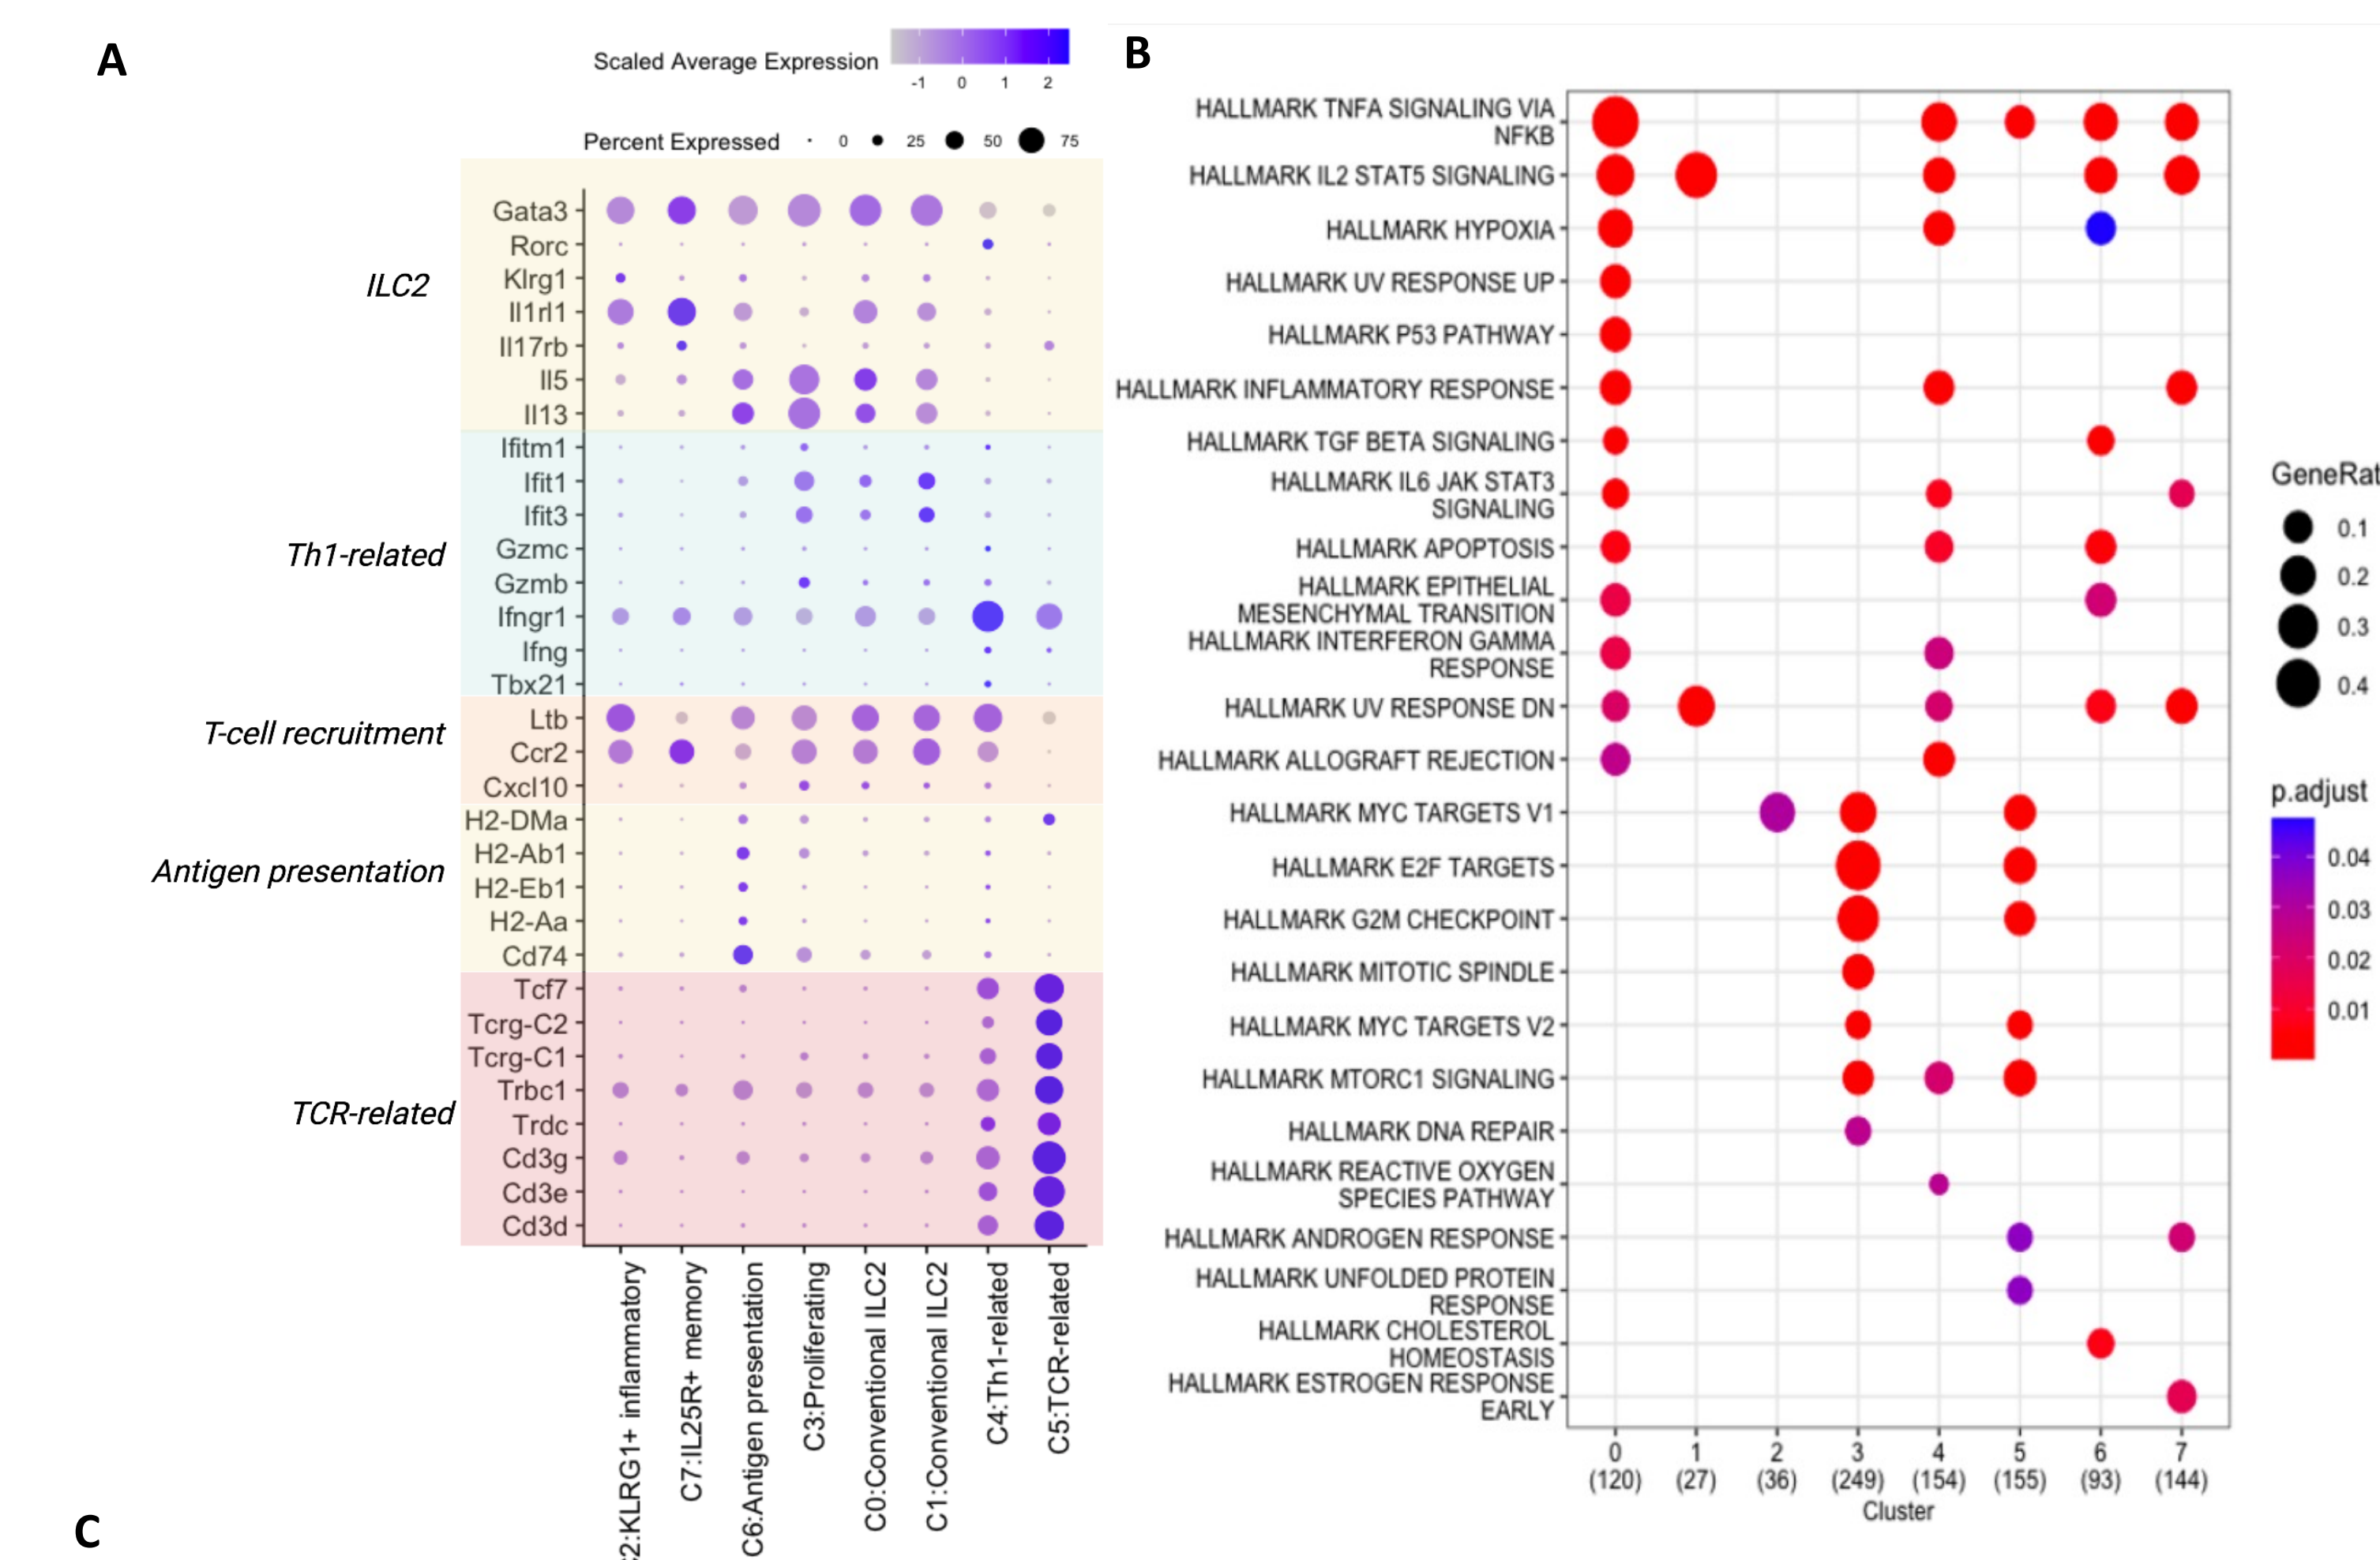 A
Scaled Average Expression
-1 0 1 2
Percent Expressed 0 25 50 75
ILC2
Gata3
Rorc
Klrg1
Il1rl1
Il17rb
Il5
Il13
Th1-related
Ifitm1
Ifit1
Ifit3
Gzmc
Gzmb
Ifngr1
Ifng
Tbx21
T-cell recruitment
Ltb
Ccr2
Cxcl10
Antigen presentation
H2-DMa
H2-Ab1
H2-Eb1
H2-Aa
Cd74
TCR-related
Tcf7
Tcrg-C2
Tcrg-C1
Trbc1
Trdc
Cd3g
Cd3e
Cd3d
2:KLRG1+ inflammatory
C7:IL25R+ memory
C6:Antigen presentation
C3:Proliferating
C0:Conventional ILC2
C1:Conventional ILC2
C4:Th1-related
C5:TCR-related
B
HALLMARK TNFA SIGNALING VIA
NFKB
HALLMARK IL2 STAT5 SIGNALING
HALLMARK HYPOXIA
HALLMARK UV RESPONSE UP
HALLMARK P53 PATHWAY
HALLMARK INFLAMMATORY RESPONSE
HALLMARK TGF BETA SIGNALING
HALLMARK IL6 JAK STAT3
SIGNALING
HALLMARK APOPTOSIS
HALLMARK EPITHELIAL
MESENCHYMAL TRANSITION
HALLMARK INTERFERON GAMMA
RESPONSE
HALLMARK UV RESPONSE DN
HALLMARK ALLOGRAFT REJECTION
HALLMARK MYC TARGETS V1
HALLMARK E2F TARGETS
HALLMARK G2M CHECKPOINT
HALLMARK MITOTIC SPINDLE
HALLMARK MYC TARGETS V2
HALLMARK MTORC1 SIGNALING
HALLMARK DNA REPAIR
HALLMARK REACTIVE OXYGEN
SPECIES PATHWAY
HALLMARK ANDROGEN RESPONSE
HALLMARK UNFOLDED PROTEIN
RESPONSE
HALLMARK CHOLESTEROL
HOMEOSTASIS
HALLMARK ESTROGEN RESPONSE
EARLY
0 1 2 3 4 5 6 7
(120) (27) (36) (249) (154) (155) (93) (144)
Cluster
GeneRat
0.1
0.2
0.3
0.4
p.adjust
0.04
0.03
0.02
0.01
C